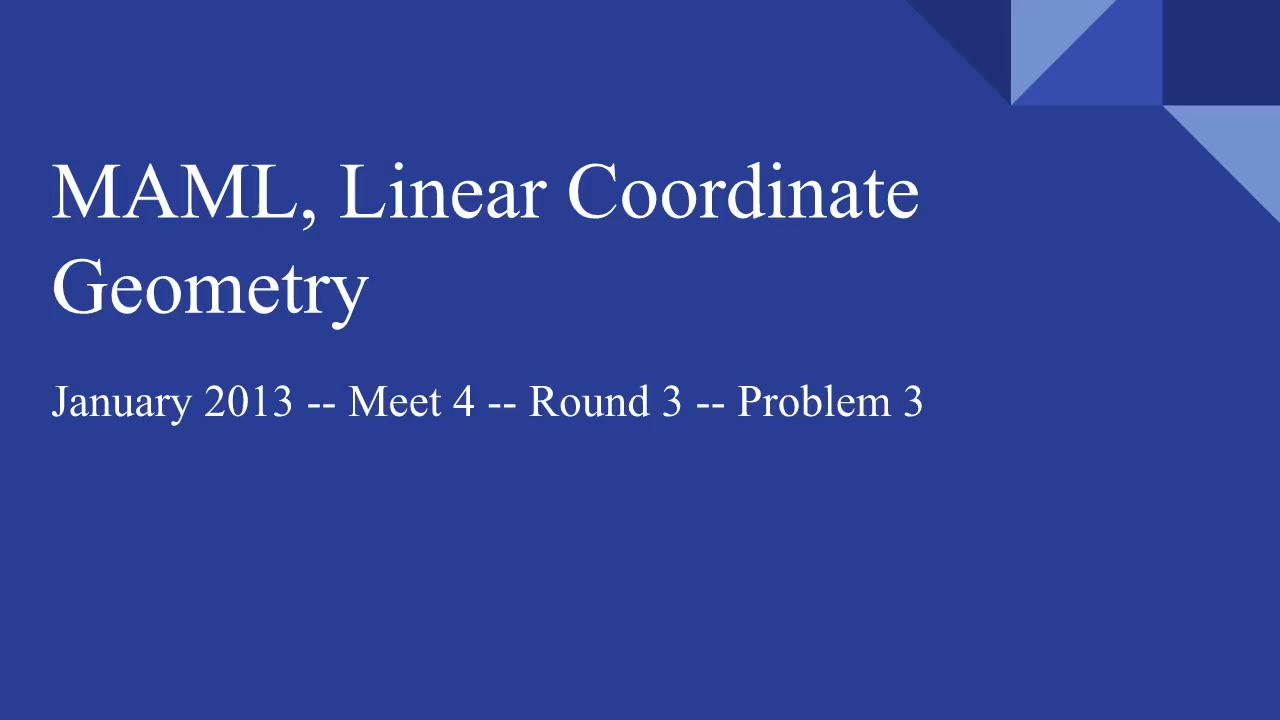 MAML, Linear Coordinate
Geometry
January 2013 -- Meet 4 -- Round 3 -- Problem 3